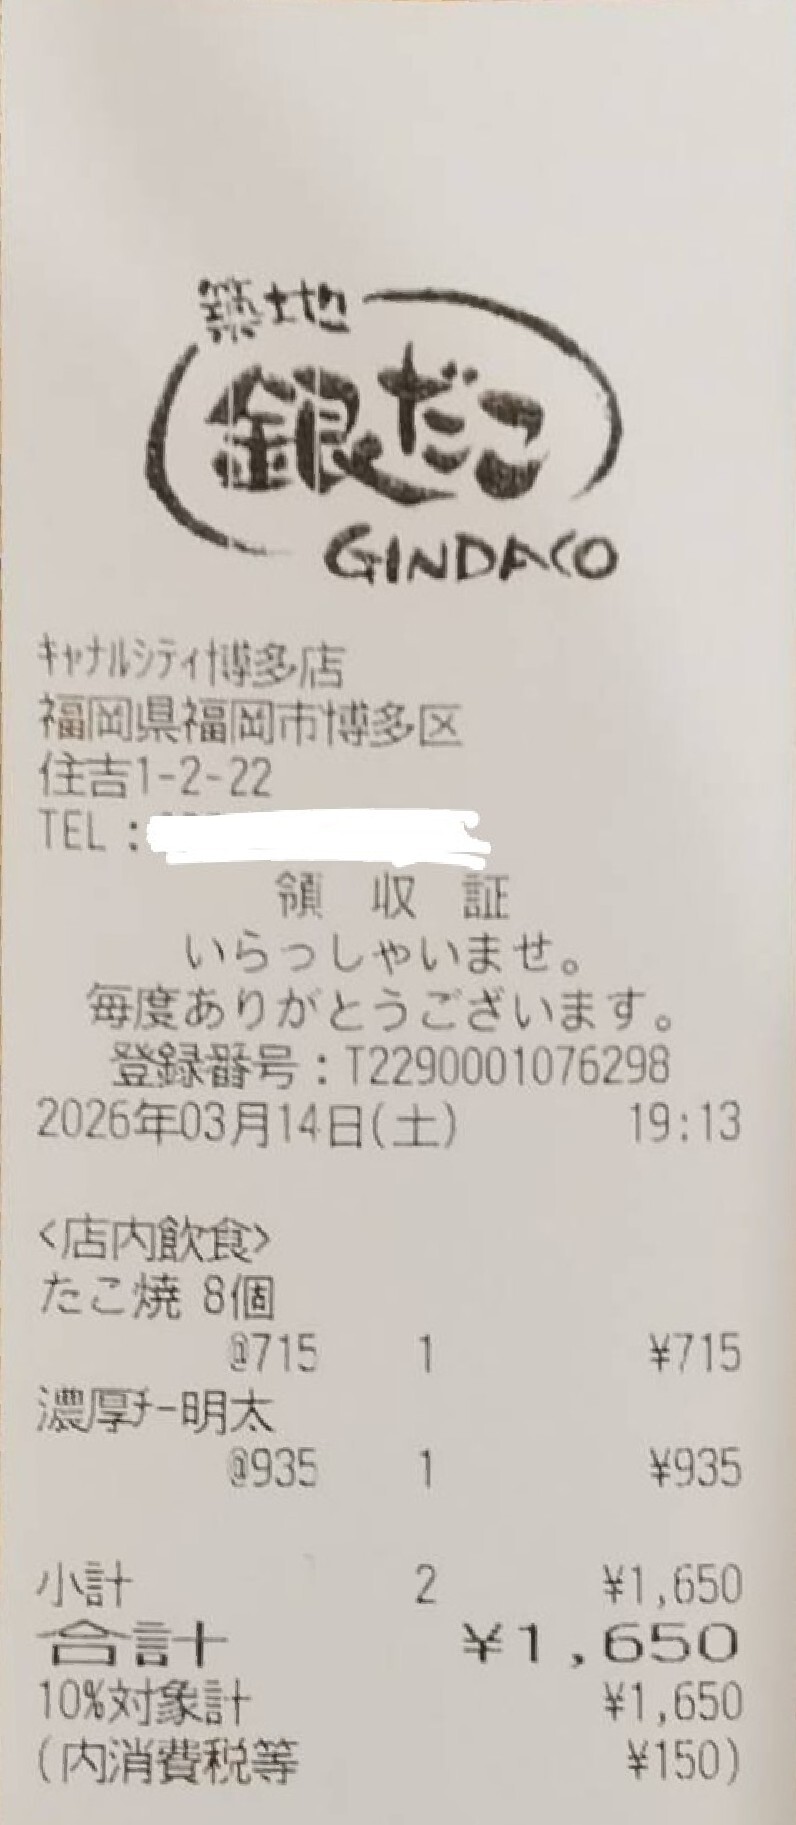 築地
銀だこ
GINDACO
ｷｬﾅﾙｼﾃｨ博多店
福岡県福岡市博多区
住吉1-2-22
TEL：
領 収 証
いらっしゃいませ。
毎度ありがとうございます。
登録番号：T2290001076298
2026年03月14日(土) 19:13
<店内飲食>
たこ焼 8個
@715 1 ¥715
濃厚ﾁｰ明太
@935 1 ¥935
小計 2 ¥1,650
合計 ¥1,650
10%対象計 ¥1,650
(内消費税等 ¥150)